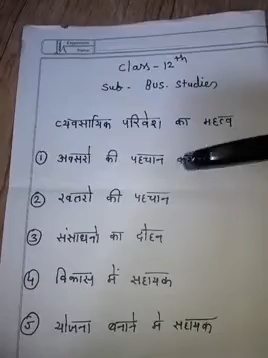 Class - 12th
Sub - Bus. Studies
व्यवसायिक परिवेश का महत्व
① अवसरो की पहचान
② खतरो की पहचान
③ संसाधनो का दोहन
④ विकास में सहायक
⑤ योजना बनाने में सहायक